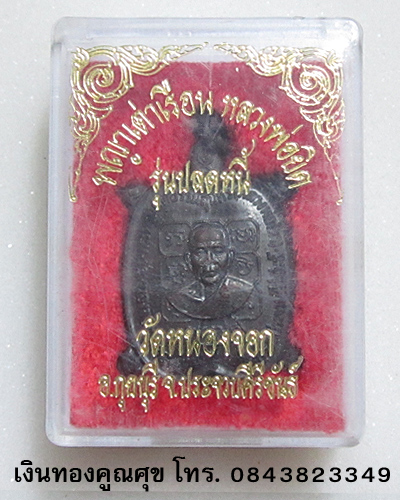 พญาเต่าเรือน หลวงพ่อยิด
รุ่นปลดหนี้
วัดหนองจอก
อ.กุยบุรี จ.ประจวบคีรีขันธ์
เงินทองคูณศุข โทร. 0843823349